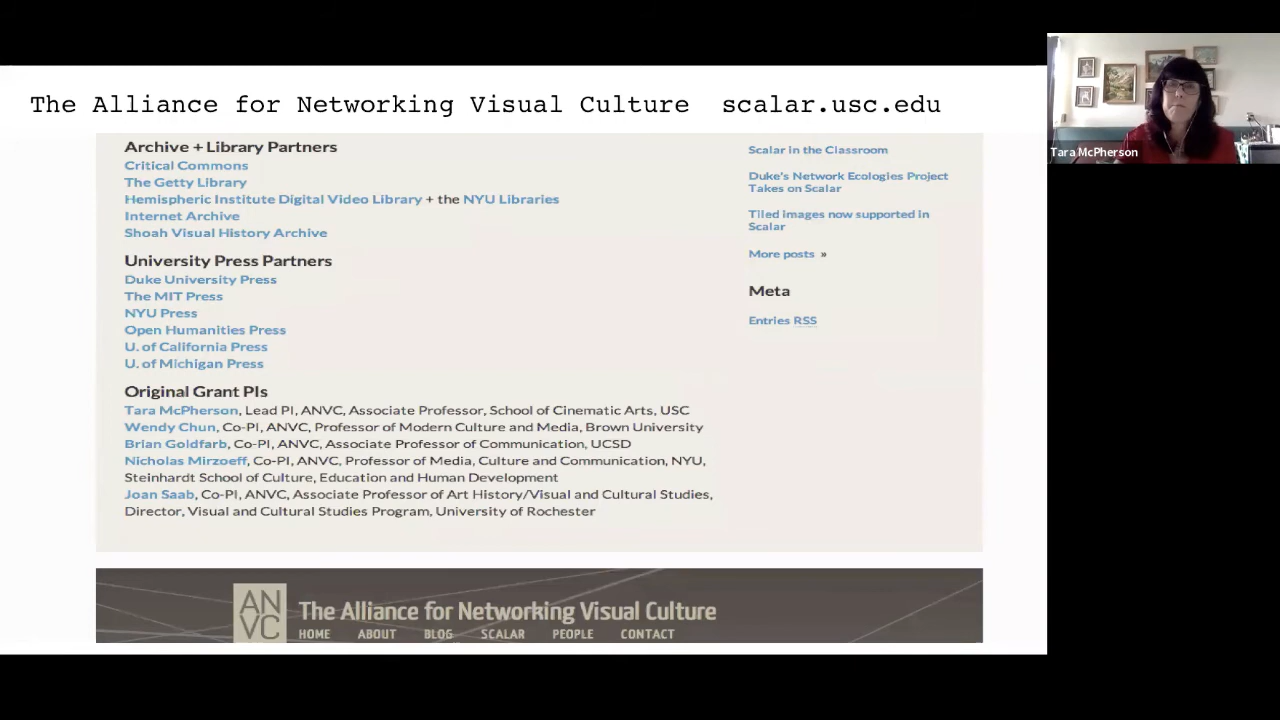 The Alliance for Networking Visual Culture scalar.usc.edu
Tara McPherson
Archive + Library Partners
Critical Commons
The Getty Library
Hemispheric Institute Digital Video Library + the NYU Libraries
Internet Archive
Shoah Visual History Archive
University Press Partners
Duke University Press
The MIT Press
NYU Press
Open Humanities Press
U. of California Press
U. of Michigan Press
Original Grant PIs
Tara McPherson, Lead PI, ANVC, Associate Professor, School of Cinematic Arts, USC
Wendy Chun, Co-PI, ANVC, Professor of Modern Culture and Media, Brown University
Brian Goldfarb, Co-PI, ANVC, Associate Professor of Communication, UCSD
Nicholas Mirzoeff, Co-PI, ANVC, Professor of Media, Culture and Communication, NYU,
Steinhardt School of Culture, Education and Human Development
Joan Saab, Co-PI, ANVC, Associate Professor of Art History/Visual and Cultural Studies,
Director, Visual and Cultural Studies Program, University of Rochester
Scalar in the Classroom
Duke's Network Ecologies Project
Takes on Scalar
Tiled images now supported in
Scalar
More posts »
Meta
Entries RSS
AN
VC
The Alliance for Networking Visual Culture
HOME ABOUT BLOG SCALAR PEOPLE CONTACT